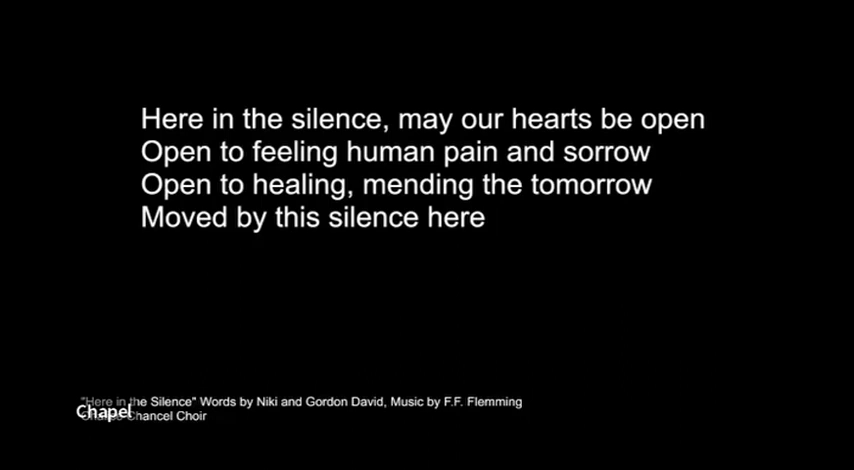 Here in the silence, may our hearts be open
Open to feeling human pain and sorrow
Open to healing, mending the tomorrow
Moved by this silence here
"Here in the Silence" Words by Niki and Gordon David, Music by F.F. Flemming
Chapel
Chancel Choir